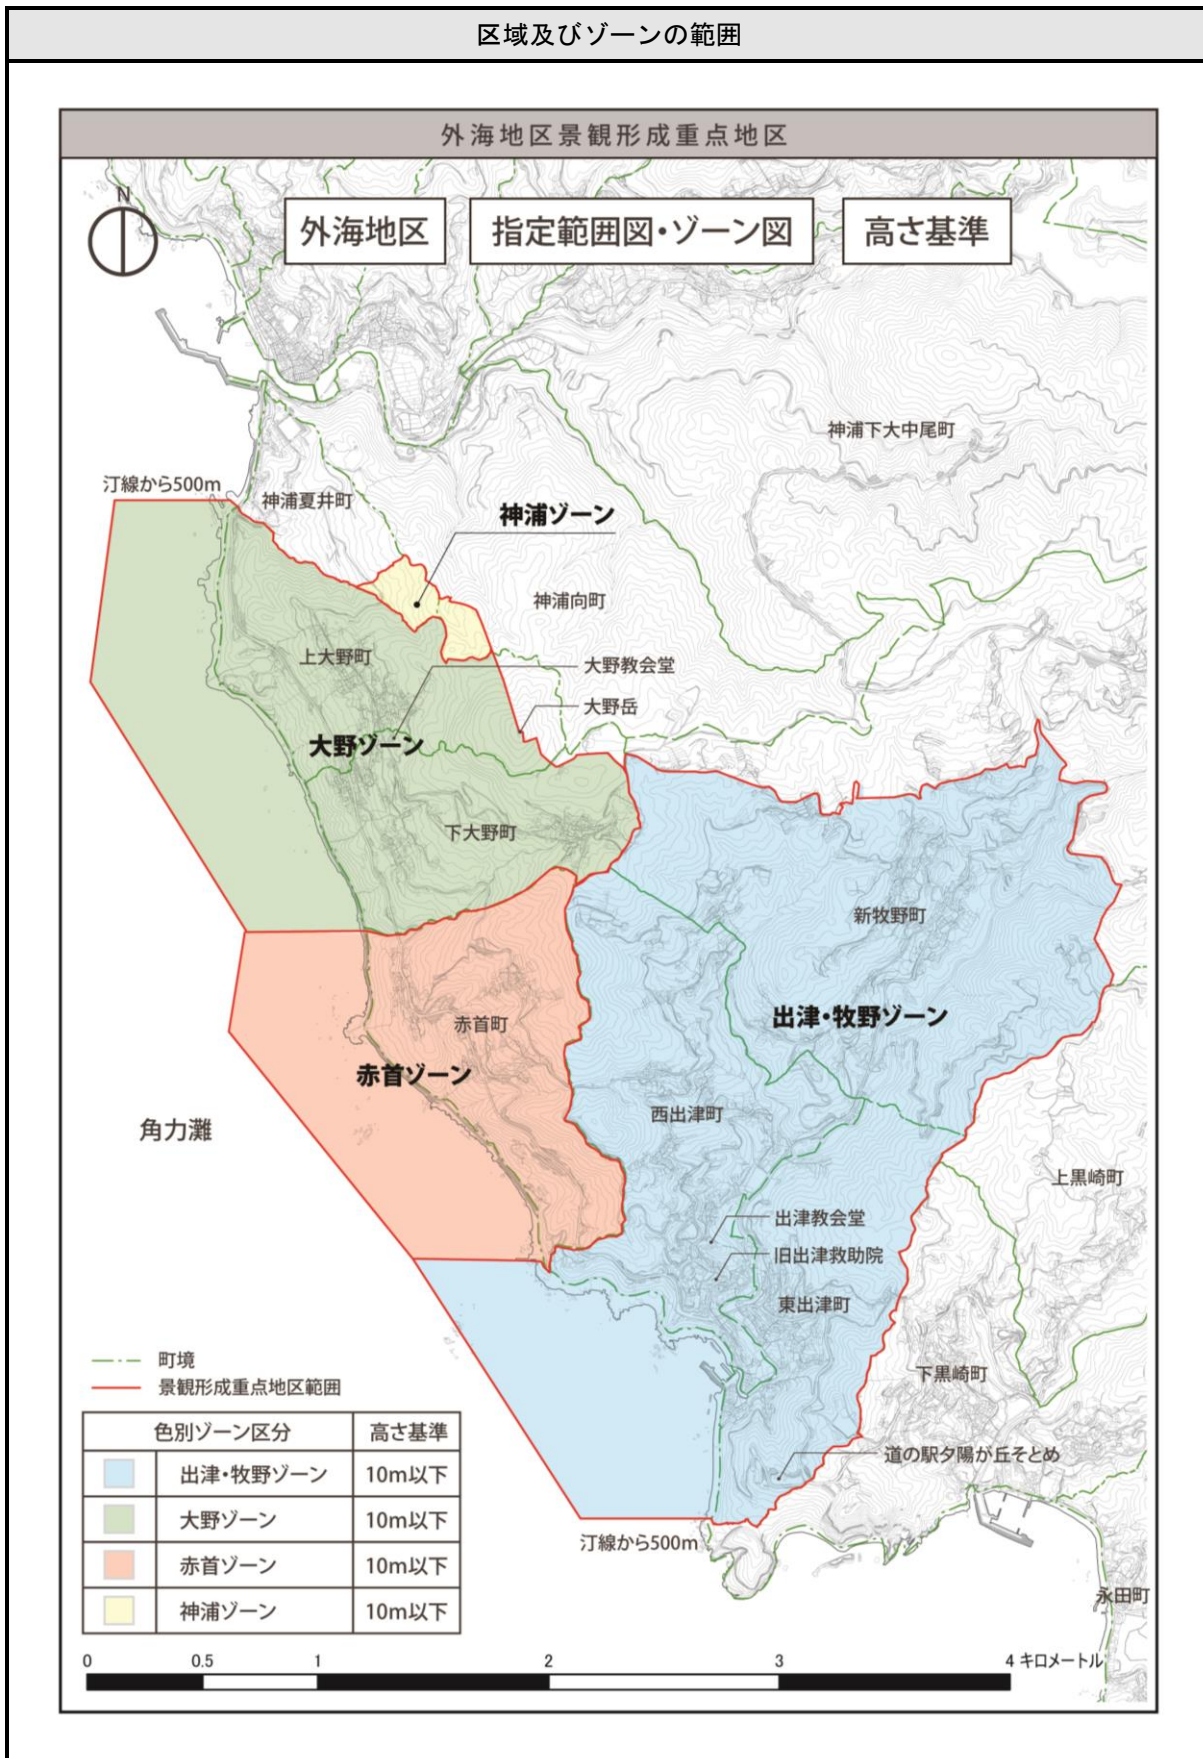 区域及びゾーンの範囲
外海地区景観形成重点地区
N
外海地区 指定範囲図・ゾーン図 高さ基準
神浦下大中尾町
汀線から500m
神浦夏井町
神浦ゾーン
神浦向町
上大野町
大野教会堂
大野岳
大野ゾーン
下大野町
新牧野町
出津・牧野ゾーン
赤首町
赤首ゾーン
西出津町
角力灘
上黒崎町
出津教会堂
旧出津救助院
東出津町
下黒崎町
道の駅夕陽が丘そとめ
汀線から500m
永田町
町境
景観形成重点地区範囲
色別ゾーン区分 高さ基準
出津・牧野ゾーン 10m以下
大野ゾーン 10m以下
赤首ゾーン 10m以下
神浦ゾーン 10m以下
0 0.5 1 2 3 4 キロメートル